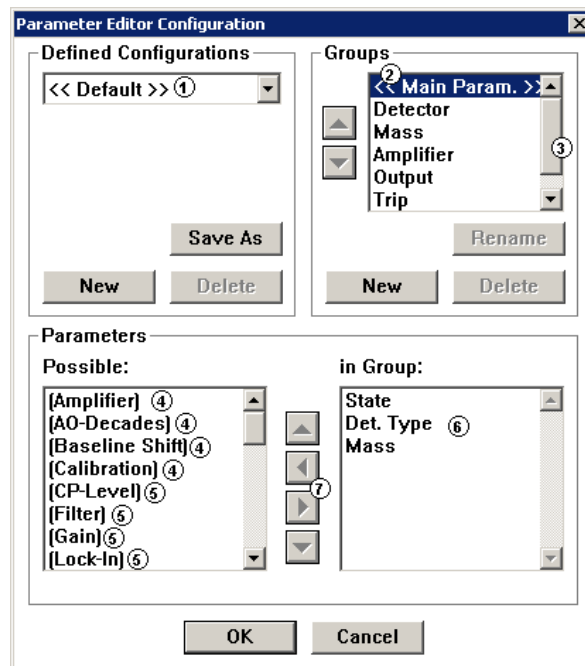 Parameter Editor Configuration
Defined Configurations
<< Default >> 1
Save As
New
Delete
Groups
2
<< Main Param. >>
Detector
Mass
3
Amplifier
Output
Trip
Rename
New
Delete
Parameters
Possible:
(Amplifier) 4
(AO-Decades) 4
(Baseline Shift) 4
(Calibration) 4
(CP-Level) 5
(Filter) 5
(Gain) 5
(Lock-In) 5
7
in Group:
State
Det. Type 6
Mass
OK
Cancel